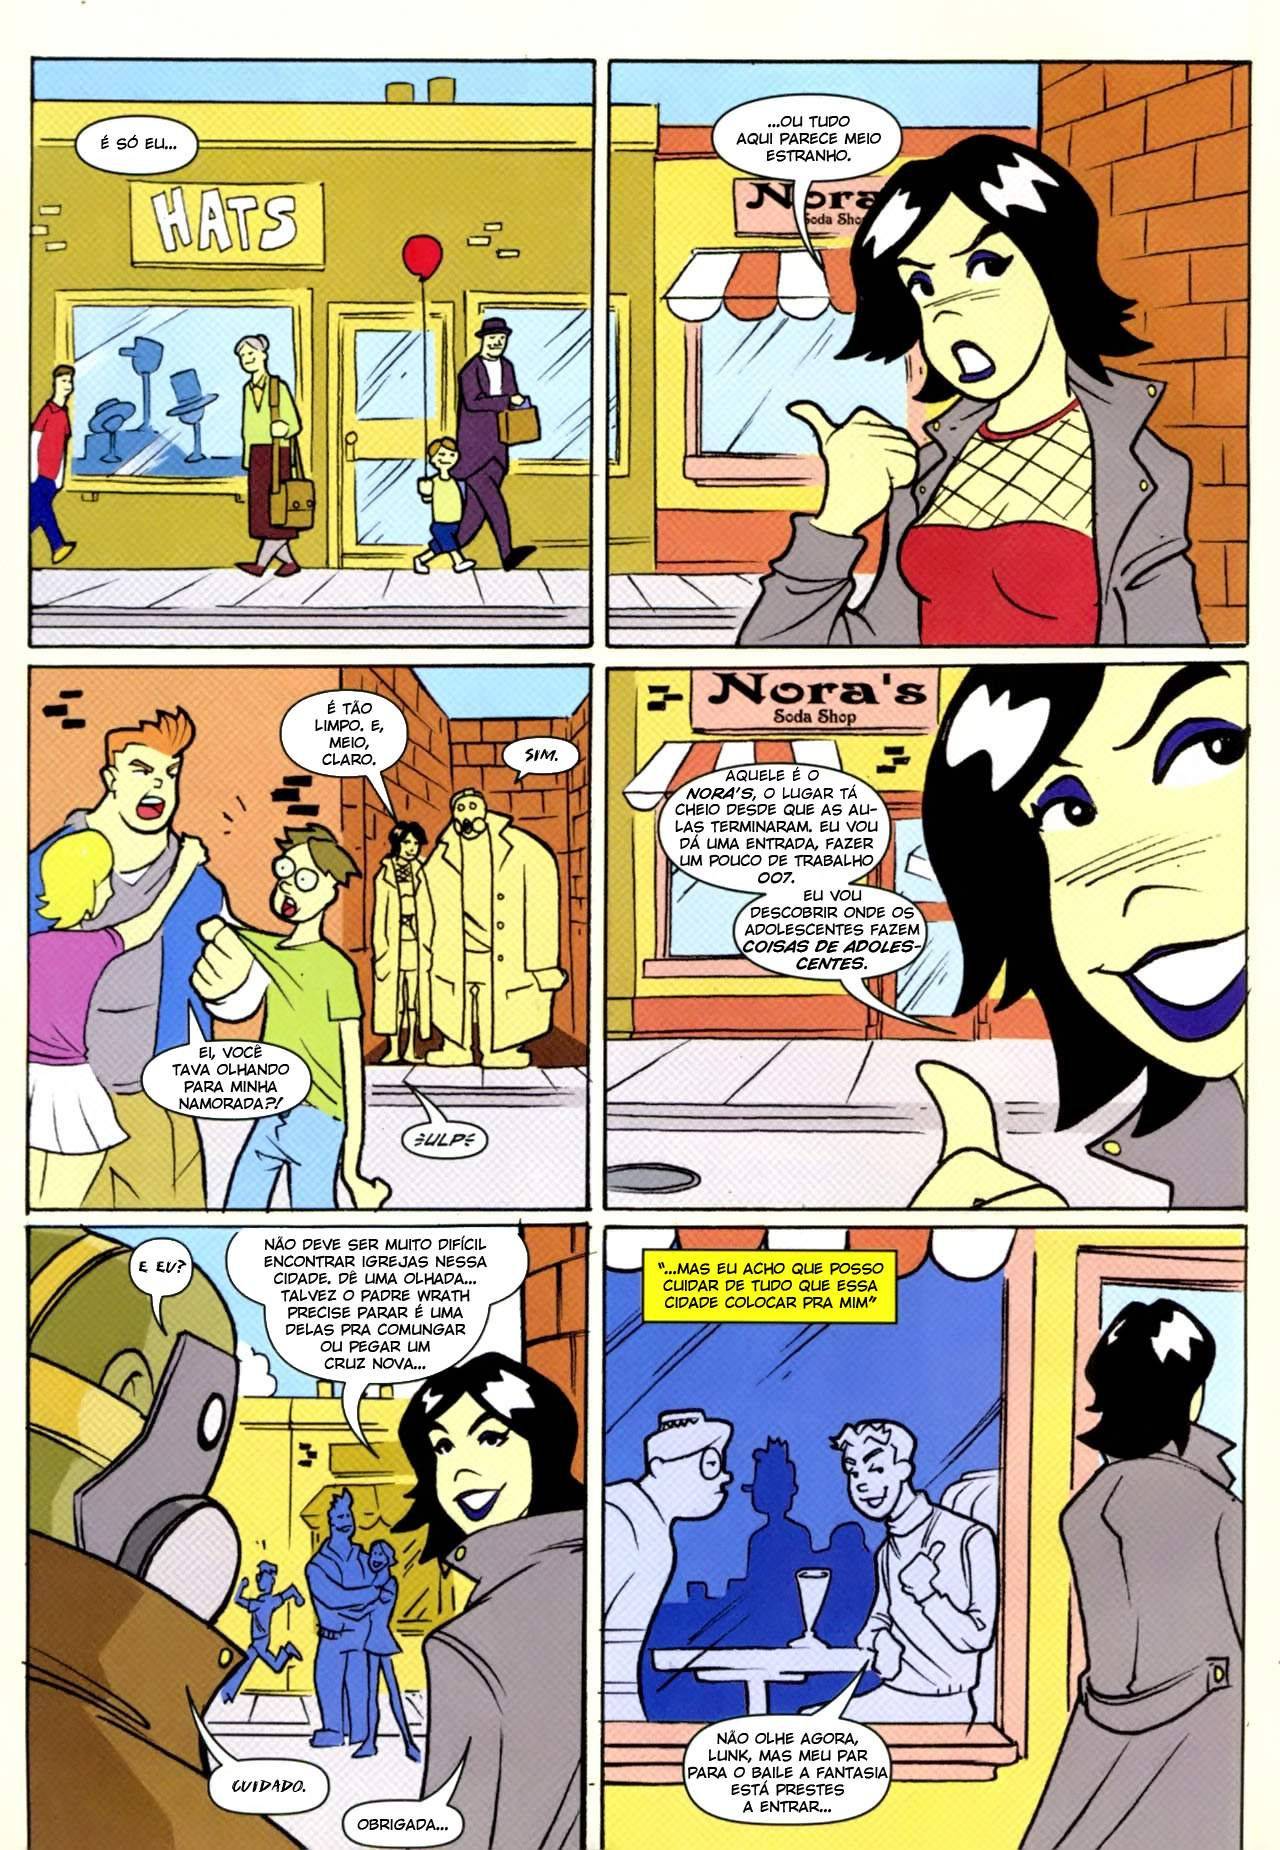 É SÓ EU...
HATS
...OU TUDO
AQUI PARECE MEIO
ESTRANHO.
Nora
Soda Sho
É TÃO
LIMPO. E,
MEIO,
CLARO.
SIM.
EI, VOCÊ
TAVA OLHANDO
PARA MINHA
NAMORADA?!
ULP
Nora's
Soda Shop
AQUELE É O
NORA'S, O LUGAR TÁ
CHEIO DESDE QUE AS AU-
LAS TERMINARAM. EU VOU
DÁ UMA ENTRADA, FAZER
UM POUCO DE TRABALHO
007.
EU VOU
DESCOBRIR ONDE OS
ADOLESCENTES FAZEM
COISAS DE ADOLES-
CENTES.
E EU?
NÃO DEVE SER MUITO DIFÍCIL
ENCONTRAR IGREJAS NESSA
CIDADE. DÊ UMA OLHADA...
TALVEZ O PADRE WRATH
PRECISE PARAR É UMA
DELAS PRA COMUNGAR
OU PEGAR UM
CRUZ NOVA...
CUIDADO.
OBRIGADA...
"...MAS EU ACHO QUE POSSO
CUIDAR DE TUDO QUE ESSA
CIDADE COLOCAR PRA MIM"
NÃO OLHE AGORA,
LUNK, MAS MEU PAR
PARA O BAILE A FANTASIA
ESTÁ PRESTES
A ENTRAR...